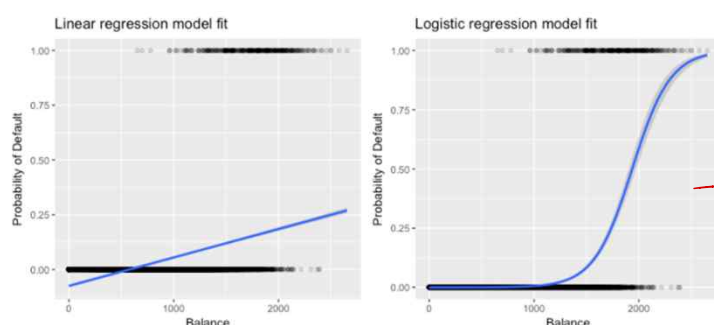 Linear regression model fit
1.00
0.75
0.50
0.25
0.00
Probability of Default
0
1000
2000
Balance
Logistic regression model fit
1.00
0.75
0.50
0.25
0.00
Probability of Default
0
1000
2000
Balance